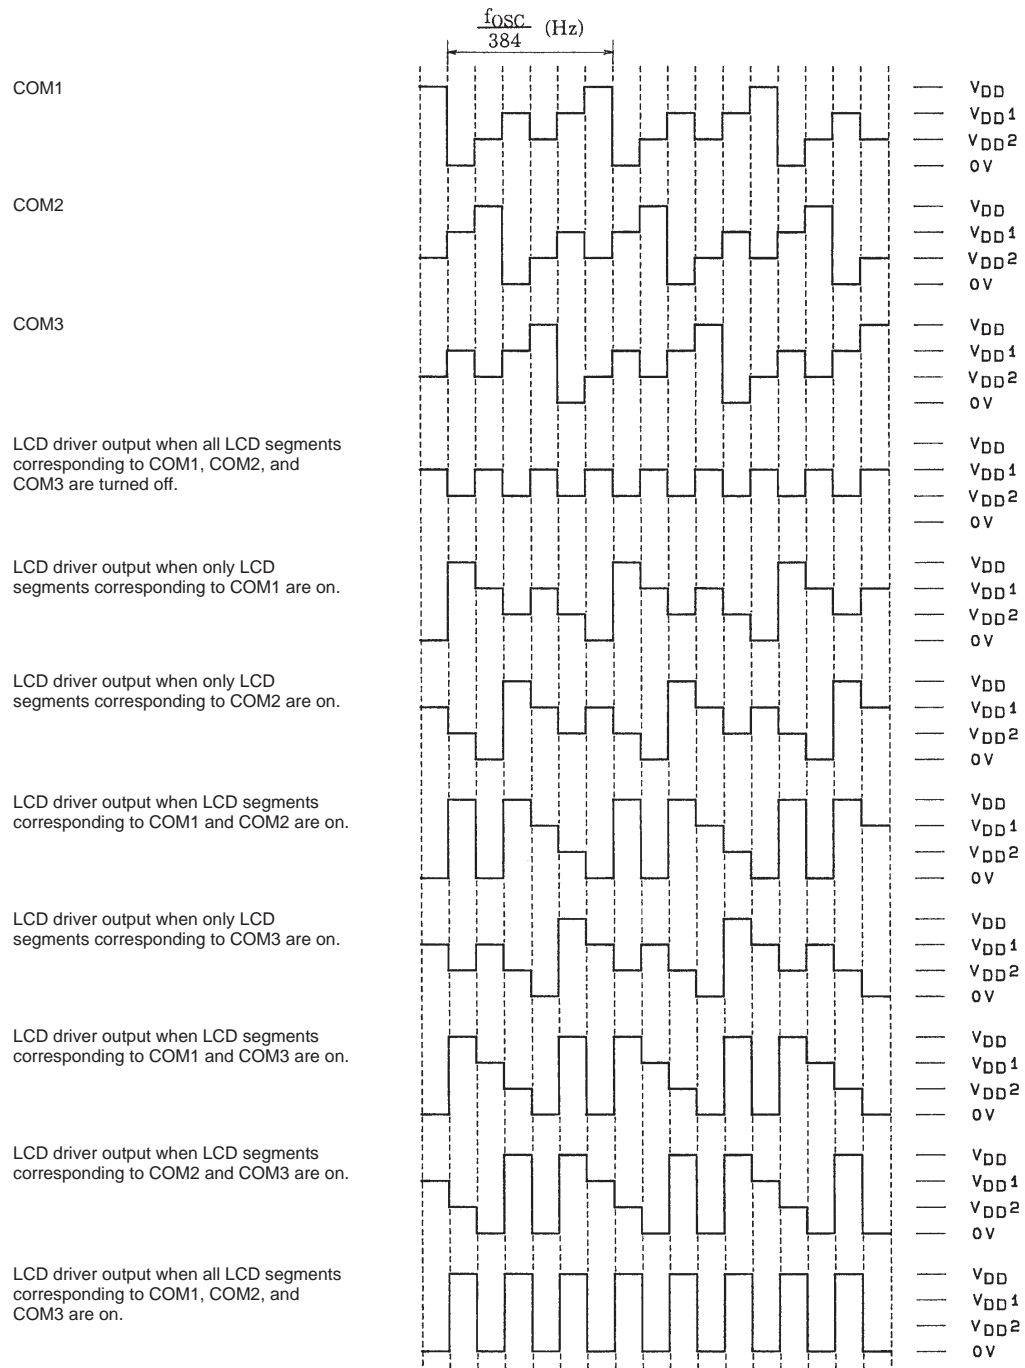 fOSC
384
(Hz)
COM1
VDD
VDD1
VDD2
0V
COM2
VDD
VDD1
VDD2
0V
COM3
VDD
VDD1
VDD2
0V
LCD driver output when all LCD segments
corresponding to COM1, COM2, and
COM3 are turned off.
VDD
VDD1
VDD2
0V
LCD driver output when only LCD
segments corresponding to COM1 are on.
VDD
VDD1
VDD2
0V
LCD driver output when only LCD
segments corresponding to COM2 are on.
VDD
VDD1
VDD2
0V
LCD driver output when LCD segments
corresponding to COM1 and COM2 are on.
VDD
VDD1
VDD2
0V
LCD driver output when only LCD
segments corresponding to COM3 are on.
VDD
VDD1
VDD2
0V
LCD driver output when LCD segments
corresponding to COM1 and COM3 are on.
VDD
VDD1
VDD2
0V
LCD driver output when LCD segments
corresponding to COM2 and COM3 are on.
VDD
VDD1
VDD2
0V
LCD driver output when all LCD segments
corresponding to COM1, COM2, and
COM3 are on.
VDD
VDD1
VDD2
0V